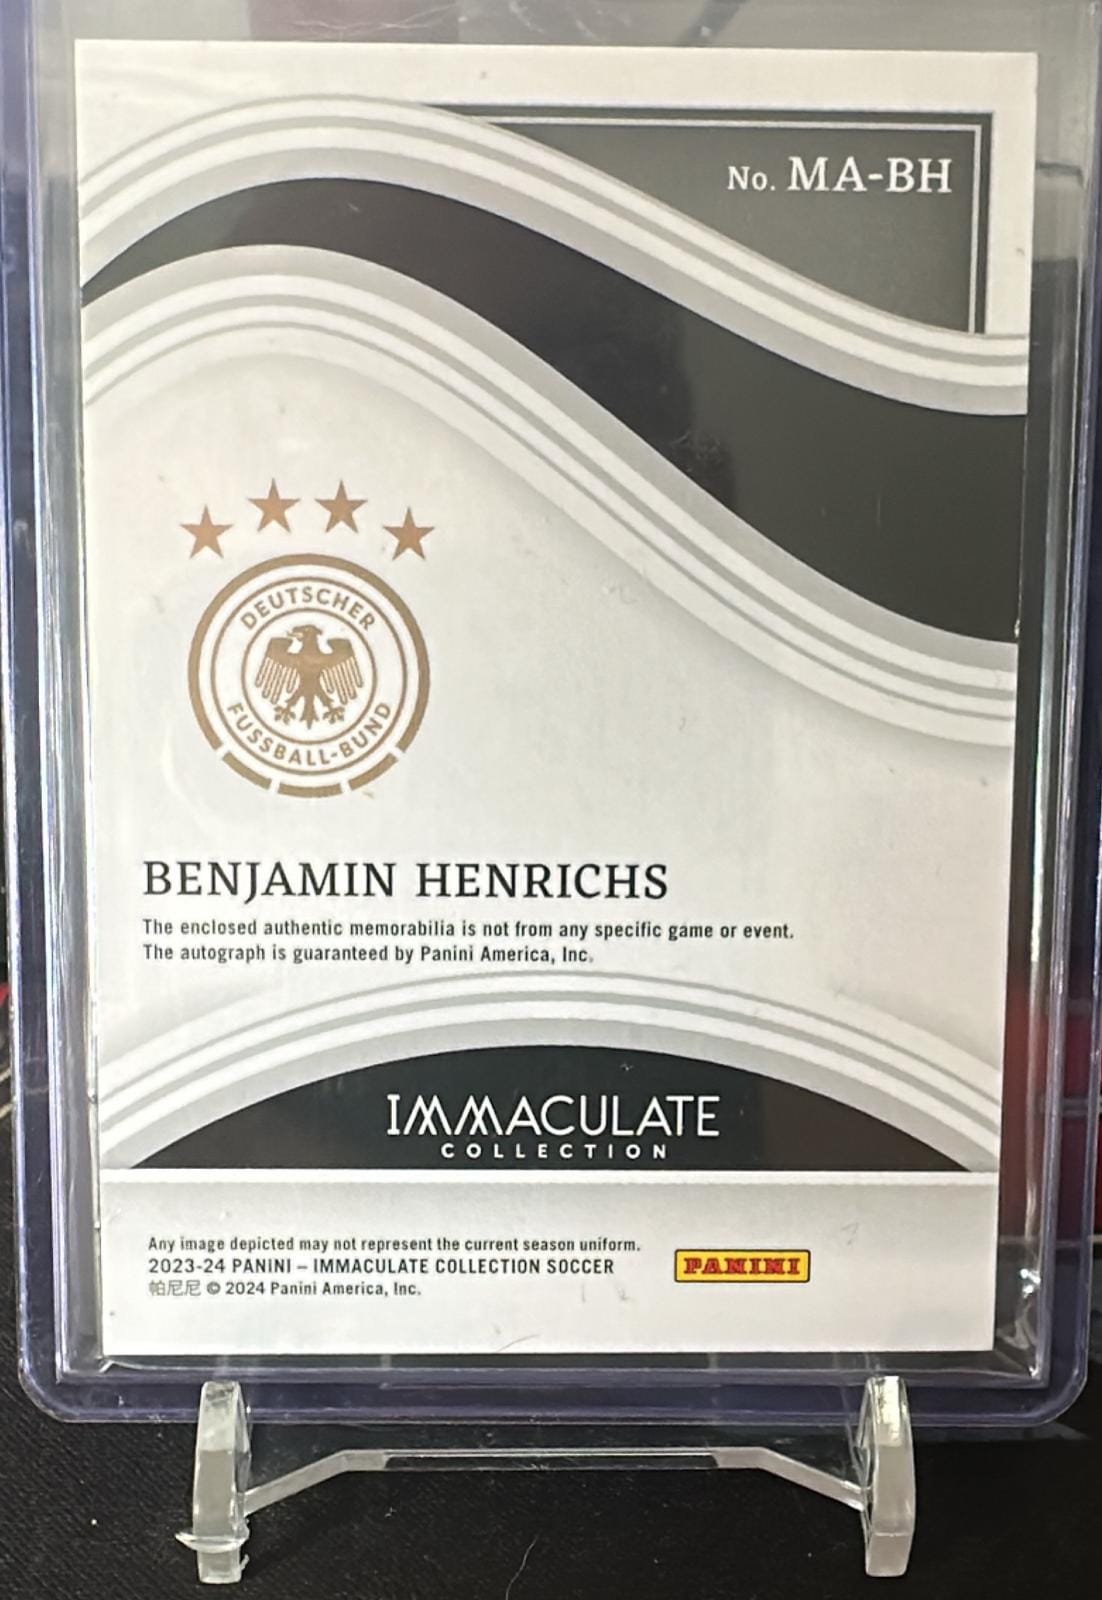 No. MA-BH
DEUTSCHER
FUSSBALL-BUND
BENJAMIN HENRICHS
The enclosed authentic memorabilia is not from any specific game or event.
The autograph is guaranteed by Panini America, Inc.
IMMACULATE
COLLECTION
Any image depicted may not represent the current season uniform.
2023-24 PANINI – IMMACULATE COLLECTION SOCCER
帕尼尼 © 2024 Panini America, Inc.
PANINI